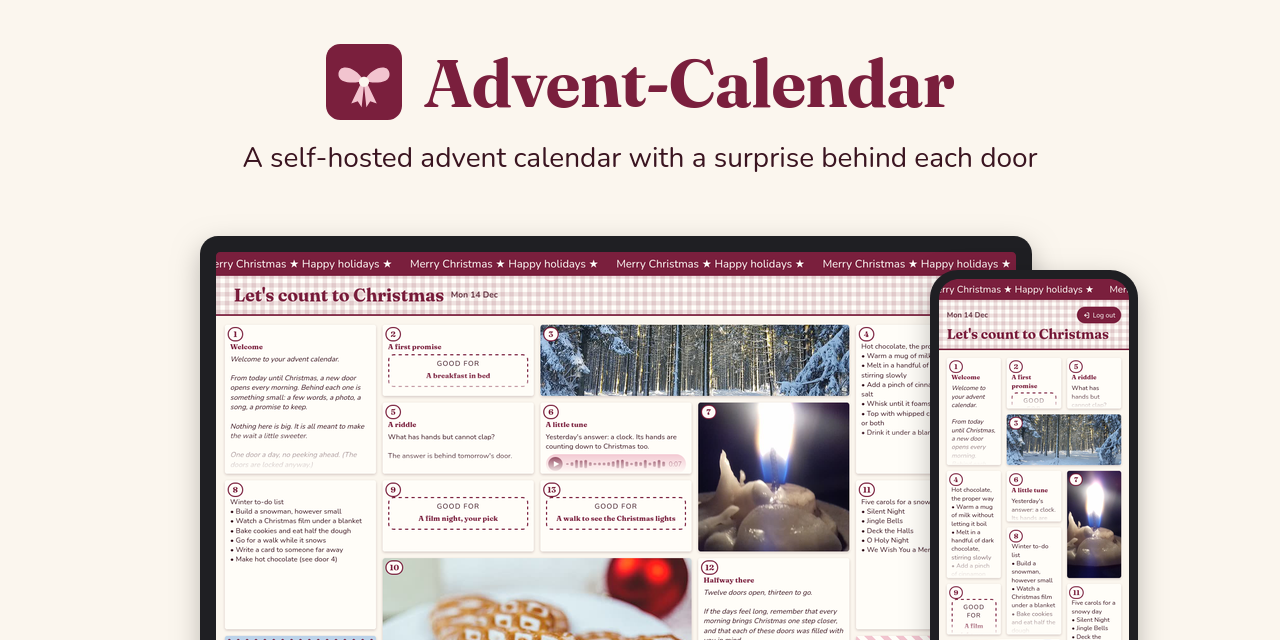 Advent-Calendar
A self-hosted advent calendar with a surprise behind each door
erry Christmas ★ Happy holidays ★ Merry Christmas ★ Happy holidays ★ Merry Christmas ★ Happy holidays ★ Merry Christmas ★ Happy holidays ★
Let's count to Christmas Mon 14 Dec
1
Welcome
Welcome to your advent calendar.
From today until Christmas, a new door
opens every morning. Behind each one is
something small: a few words, a photo, a
song, a promise to keep.
Nothing here is big. It is all meant to make
the wait a little sweeter.
One door a day, no peeking ahead. (The
doors are locked anyway.)
2
A first promise
GOOD FOR
A breakfast in bed
3
4
Hot chocolate, the pro
• Warm a mug of milk
• Melt in a handful of
stirring slowly
• Add a pinch of cinna
salt
• Whisk until it foams
• Top with whipped c
or both
• Drink it under a blan
5
A riddle
What has hands but cannot clap?
The answer is behind tomorrow's door.
6
A little tune
Yesterday's answer: a clock. Its hands are
counting down to Christmas too.
0:07
7
8
Winter to-do list
• Build a snowman, however small
• Watch a Christmas film under a blanket
• Bake cookies and eat half the dough
• Go for a walk while it snows
• Write a card to someone far away
• Make hot chocolate (see door 4)
9
GOOD FOR
A film night, your pick
13
GOOD FOR
A walk to see the Christmas lights
11
Five carols for a snow
• Silent Night
• Jingle Bells
• Deck the Halls
• O Holy Night
• We Wish You a Mer
10
12
Halfway there
Twelve doors open, thirteen to go.
If the days feel long, remember that every
morning brings Christmas one step closer,
and that each of these doors was filled with
you in mind.
erry Christmas ★ Happy holidays ★ Mer
Mon 14 Dec
Log out
Let's count to Christmas
1
Welcome
Welcome to
your advent
calendar.
From today
until Christmas,
a new door
opens every
morning.
2
A first
promise
GOOD
5
A riddle
What has
hands but
cannot clap?
3
4
Hot chocolate,
the proper way
• Warm a mug
of milk without
letting it boil
• Melt in a
handful of dark
chocolate,
stirring slowly
• Add a pinch
6
A little tune
Yesterday's
answer: a clock.
Its hands are
7
8
Winter to-do
list
• Build a
snowman,
however small
• Watch a
Christmas film
under a blanket
• Bake cookies
and eat half the
9
GOOD
FOR
A film
11
Five carols for a
snowy day
• Silent Night
• Jingle Bells
• Deck the